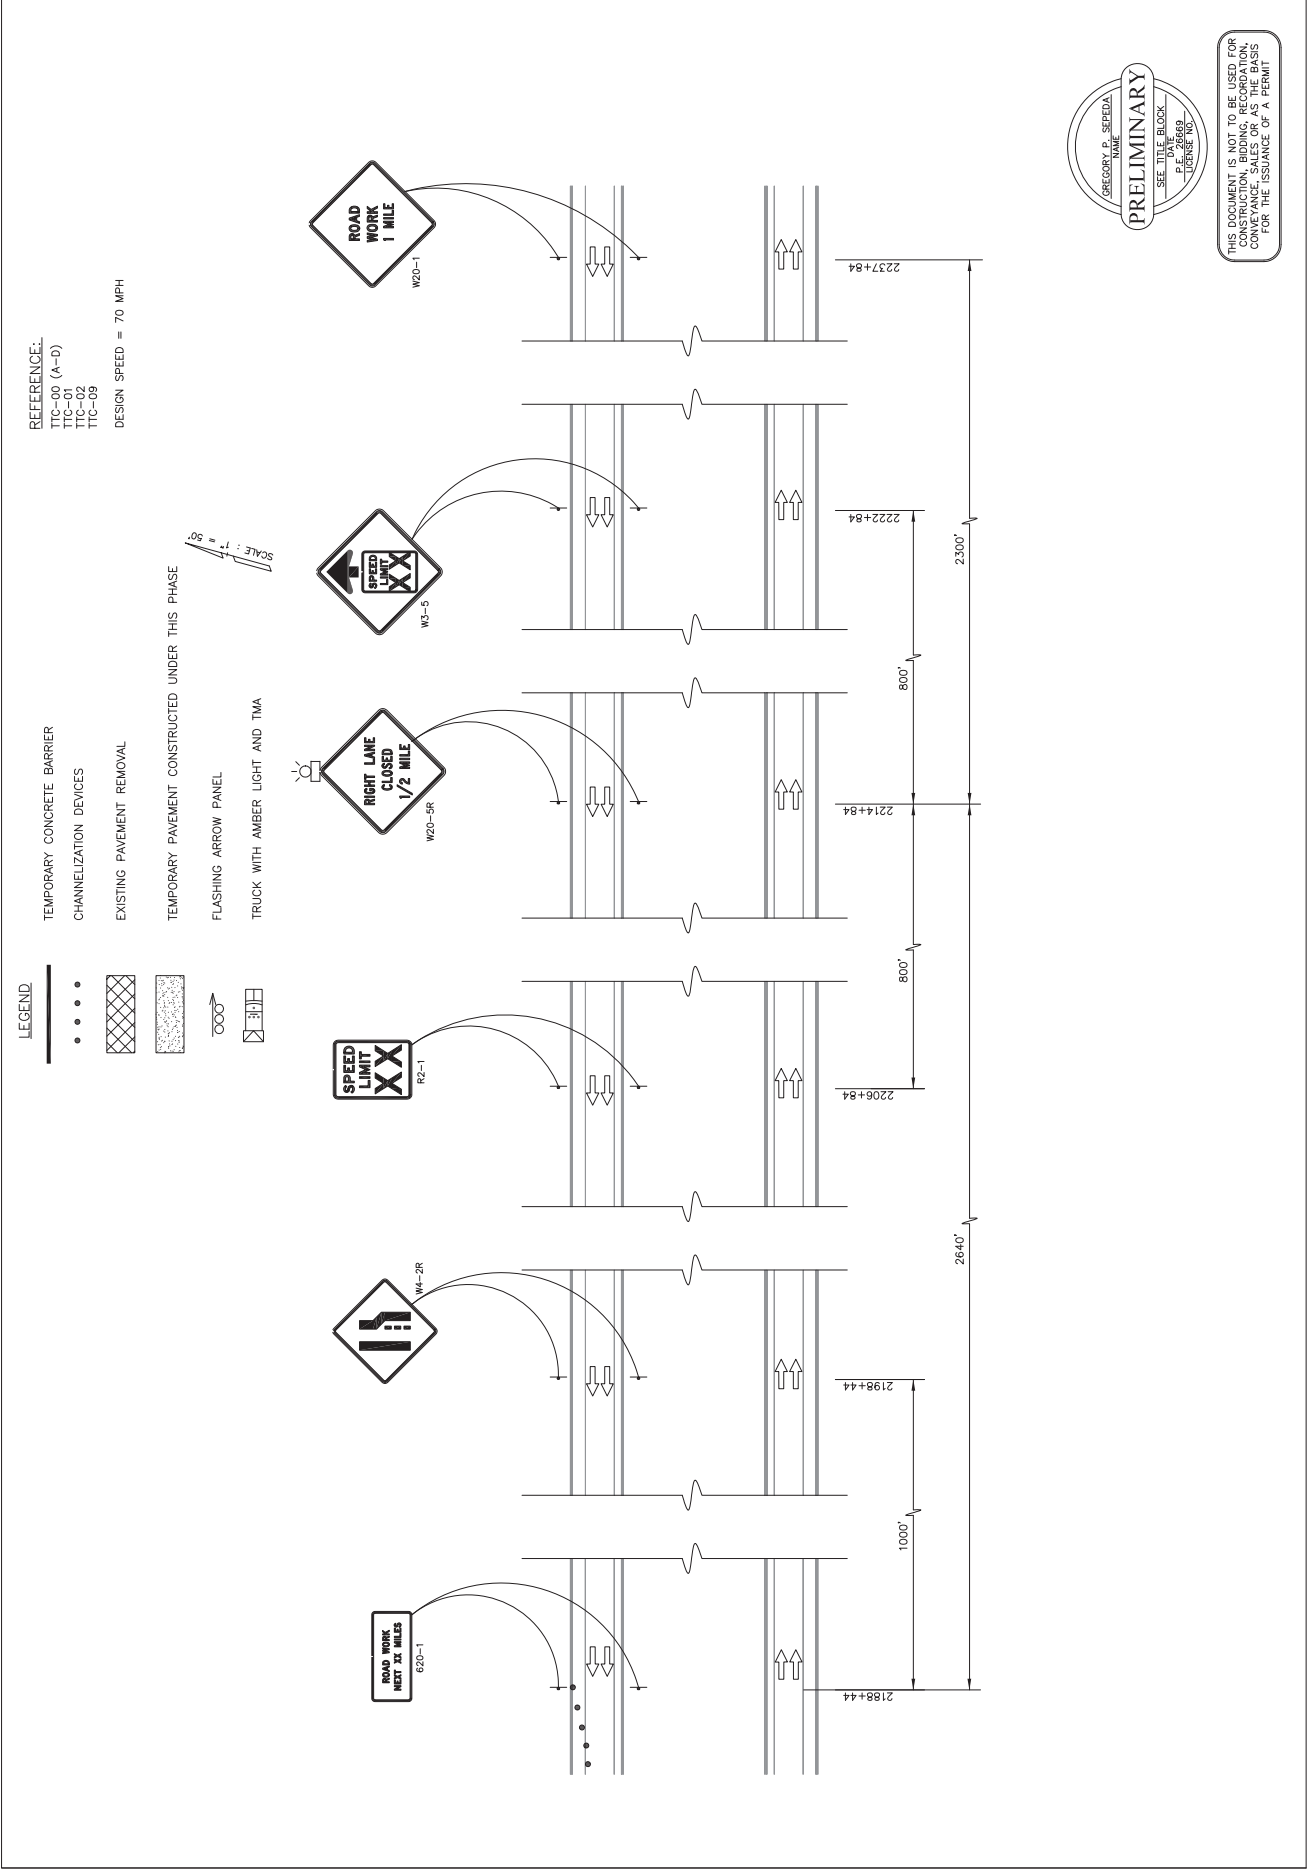 LEGEND
TEMPORARY CONCRETE BARRIER
CHANNELIZATION DEVICES
EXISTING PAVEMENT REMOVAL
TEMPORARY PAVEMENT CONSTRUCTED UNDER THIS PHASE
FLASHING ARROW PANEL
TRUCK WITH AMBER LIGHT AND TMA
REFERENCE:
TTC-00 (A-D)
TTC-01
TTC-02
TTC-09
DESIGN SPEED = 70 MPH
SCALE : 1" = 50'
ROAD WORK
NEXT XX MILES
620-1
W4-2R
SPEED
LIMIT
XX
R2-1
RIGHT LANE
CLOSED
1/2 MILE
W20-5R
SPEED
LIMIT
XX
W3-5
ROAD
WORK
1 MILE
W20-1
2188+44
2198+44
2206+84
2214+84
2222+84
2237+84
1000'
800'
800'
2640'
2300'
GREGORY P. SEPEDA
NAME
PRELIMINARY
SEE TITLE BLOCK
DATE
P.E. 26669
LICENSE NO.
THIS DOCUMENT IS NOT TO BE USED FOR
CONSTRUCTION, BIDDING, RECORDATION,
CONVEYANCE, SALES OR AS THE BASIS
FOR THE ISSUANCE OF A PERMIT